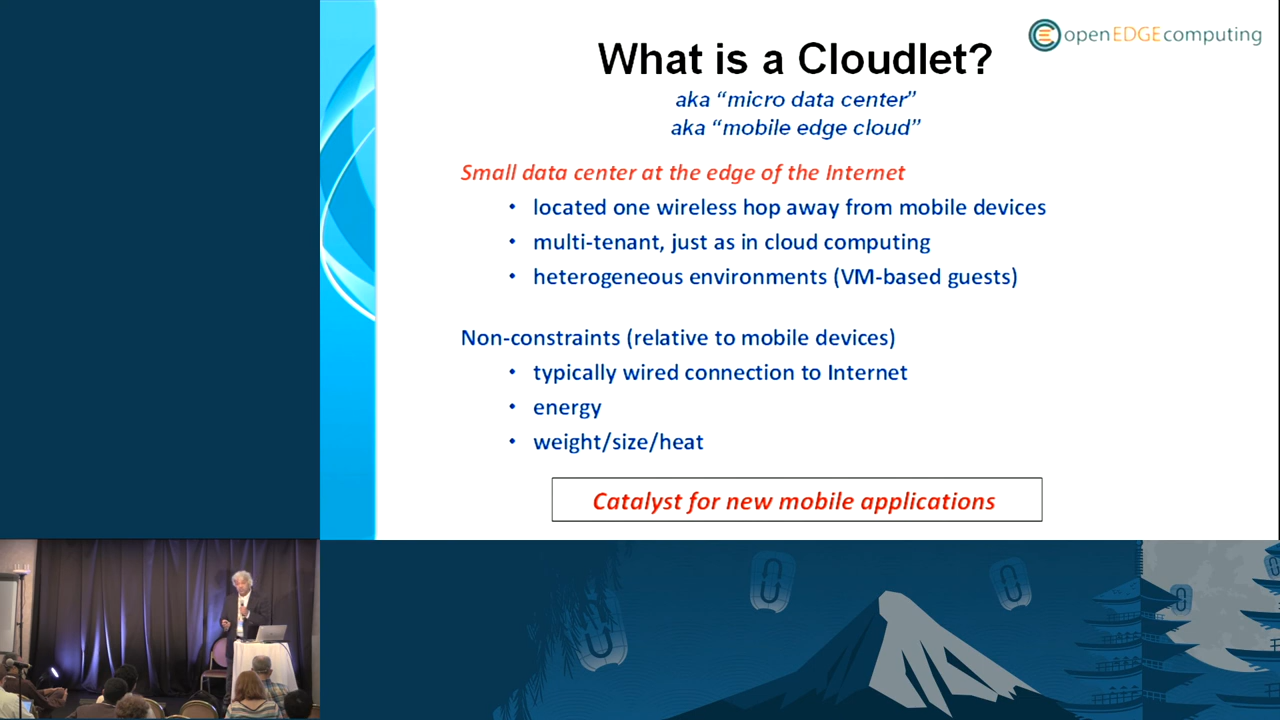 open EDGE computing
What is a Cloudlet?
aka “micro data center”
aka “mobile edge cloud”
Small data center at the edge of the Internet
• located one wireless hop away from mobile devices
• multi-tenant, just as in cloud computing
• heterogeneous environments (VM-based guests)
Non-constraints (relative to mobile devices)
• typically wired connection to Internet
• energy
• weight/size/heat
Catalyst for new mobile applications